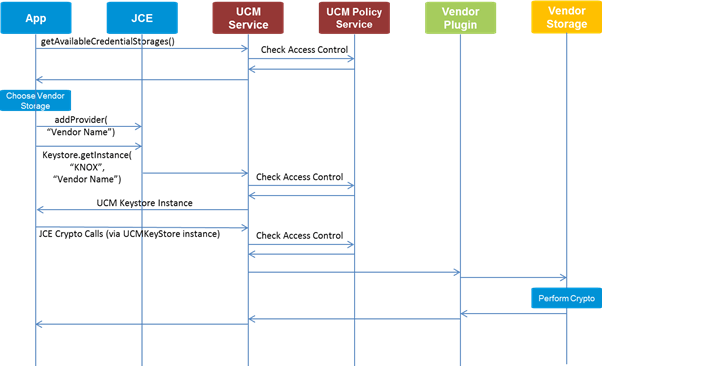 App
JCE
UCM
Service
UCM Policy
Service
Vendor
Plugin
Vendor
Storage
getAvailableCredentialStorages()
Check Access Control
Choose Vendor
Storage
addProvider(
“Vendor Name”)
Keystore.getInstance(
“KNOX”,
“Vendor Name”)
Check Access Control
UCM Keystore Instance
JCE Crypto Calls (via UCMKeyStore instance)
Check Access Control
Perform Crypto